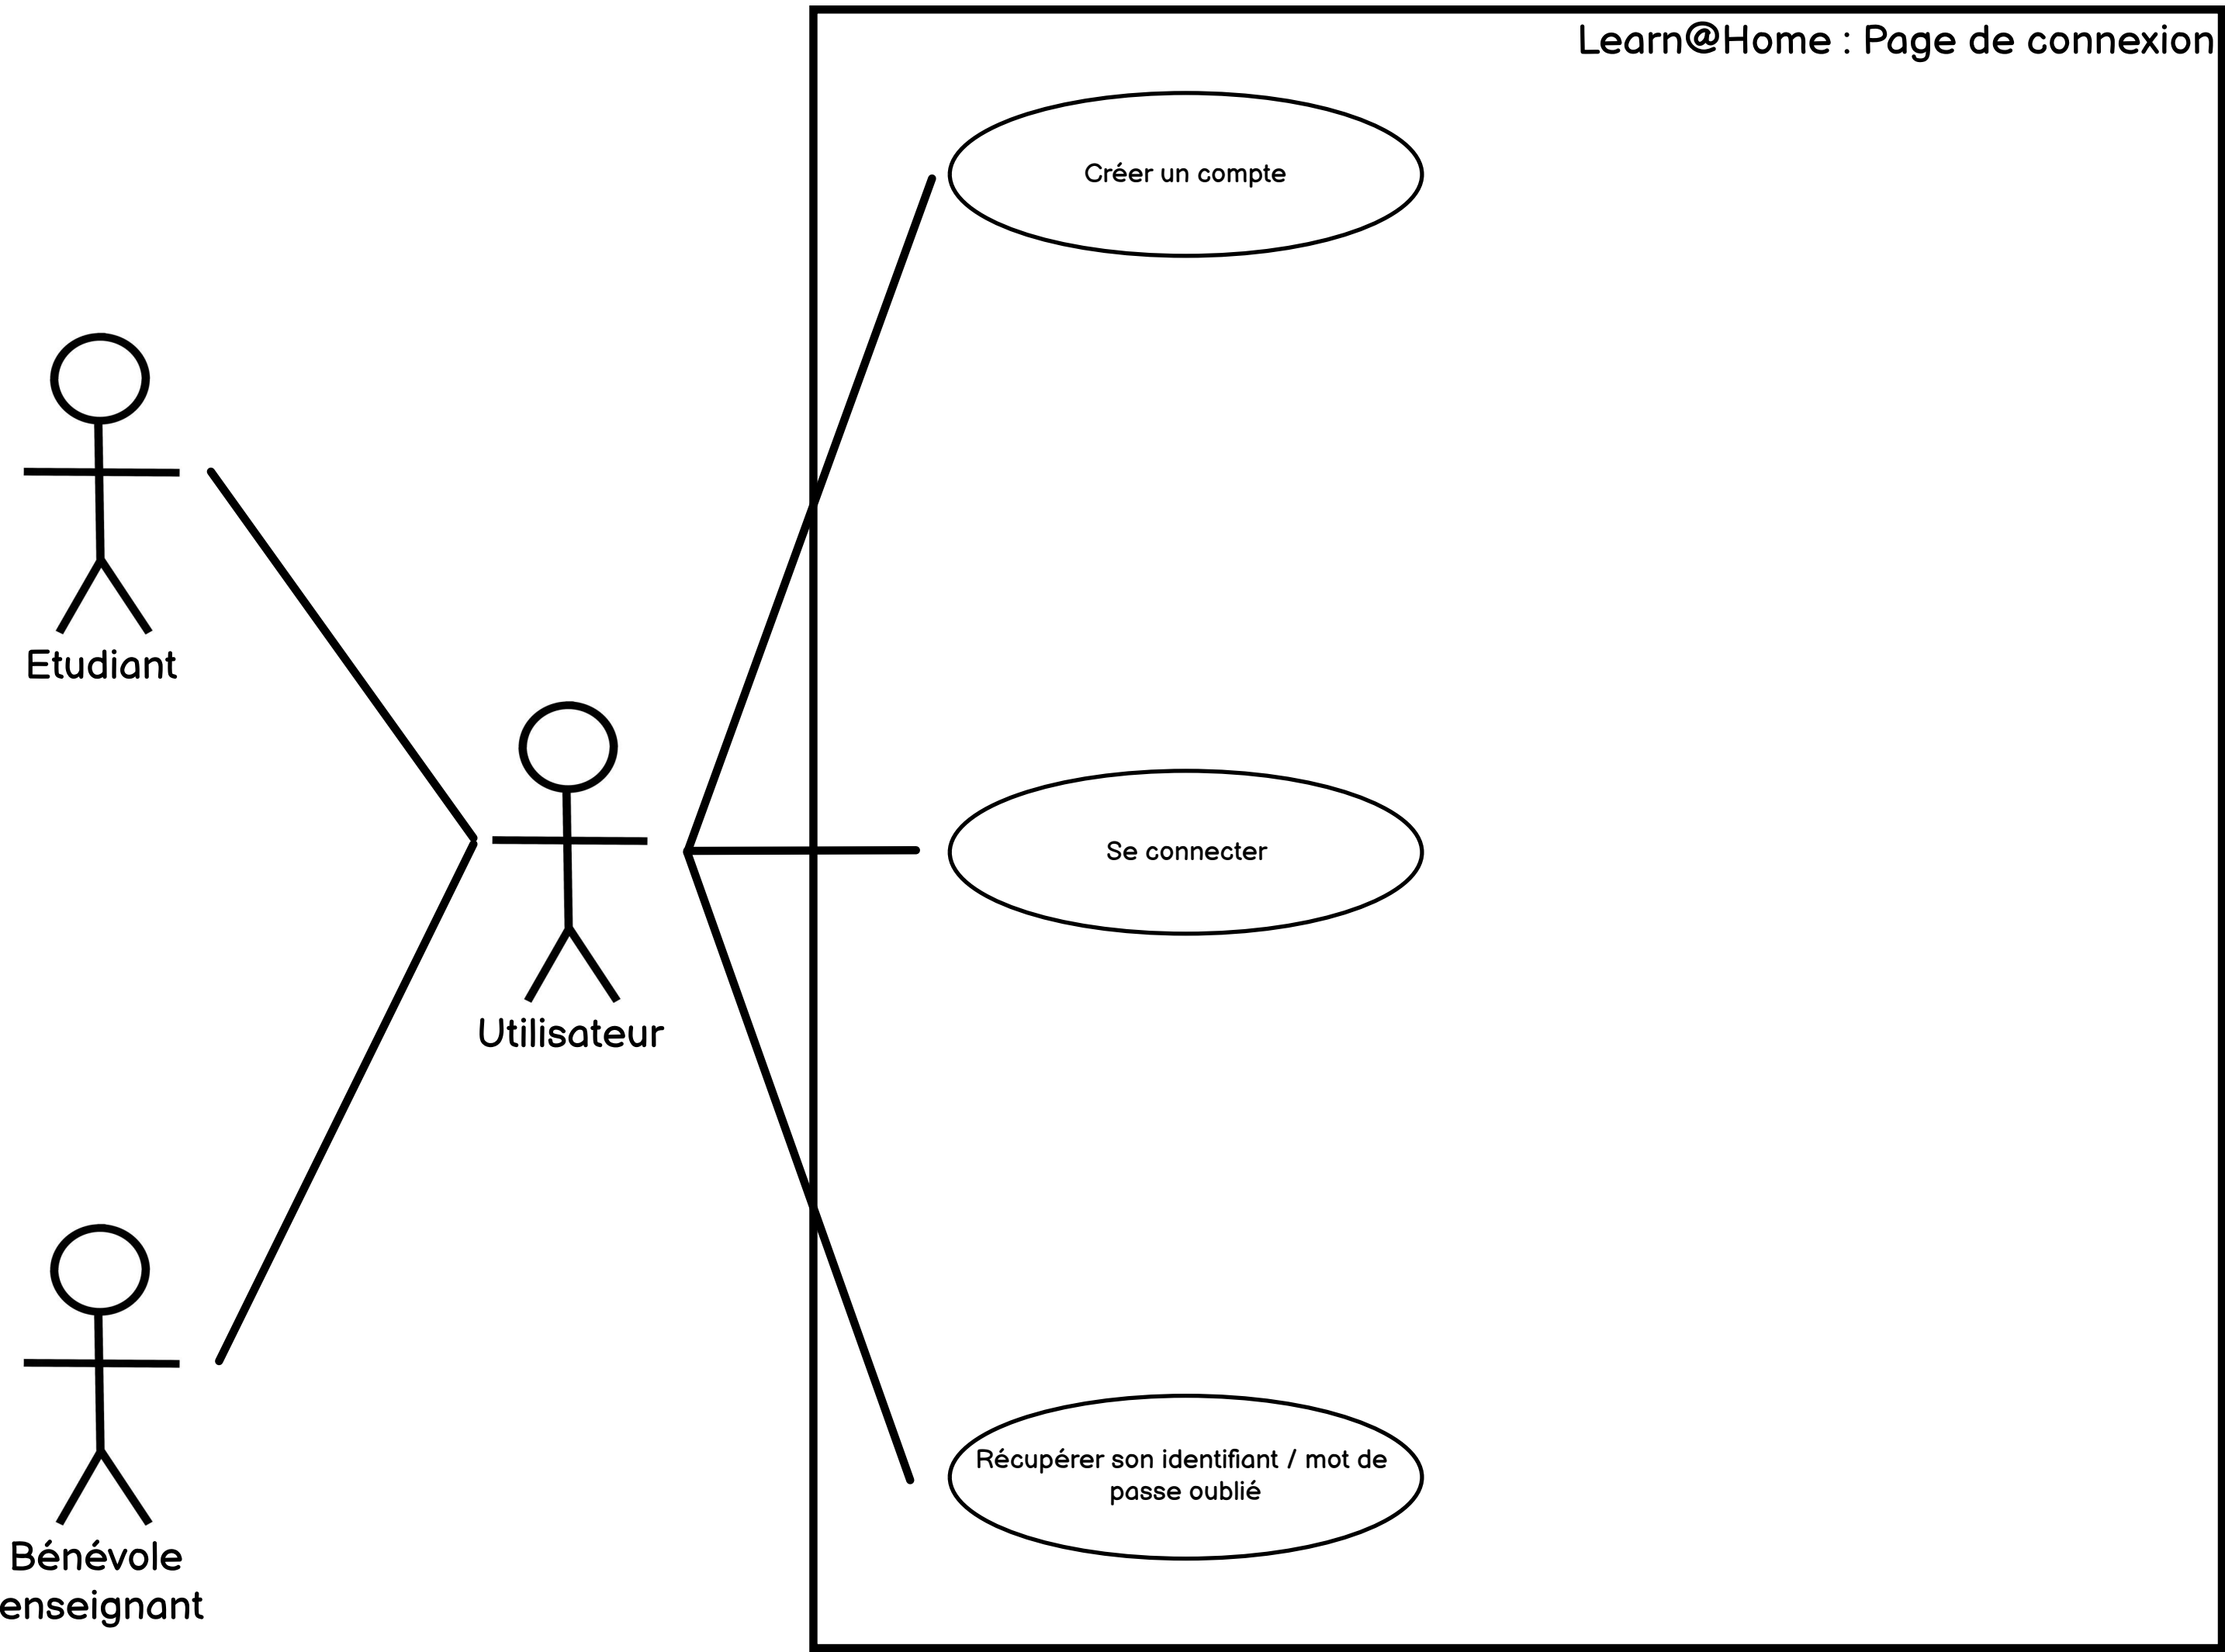 Learn@Home : Page de connexion
Créer un compte
Etudiant
Se connecter
Utilisateur
Récupérer son identifiant / mot de
passe oublié
Bénévole
enseignant